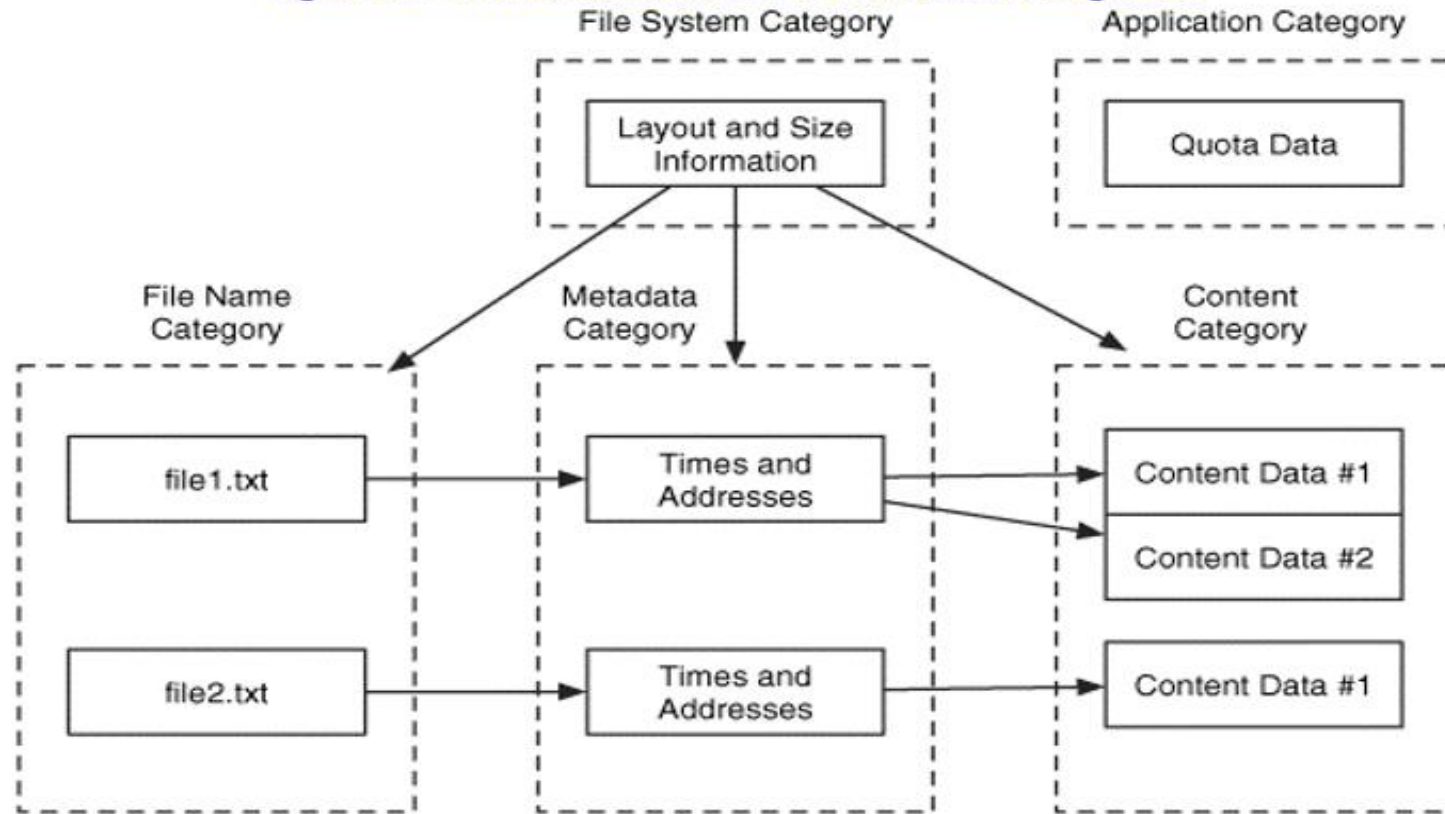 File System Category
Application Category
Layout and Size
Information
Quota Data
File Name
Category
Metadata
Category
Content
Category
file1.txt
Times and
Addresses
Content Data #1
Content Data #2
file2.txt
Times and
Addresses
Content Data #1